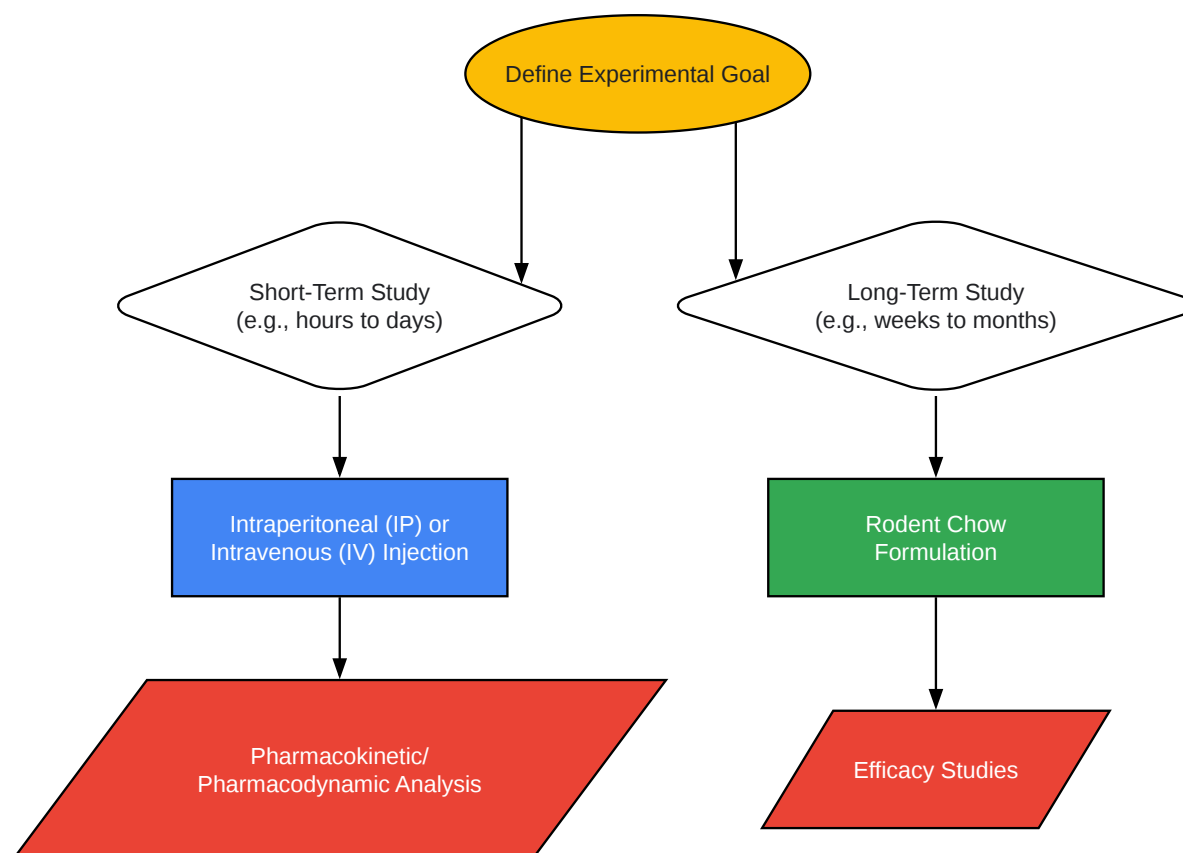 Define Experimental Goal
Short-Term Study
(e.g., hours to days)
Long-Term Study
(e.g., weeks to months)
Intraperitoneal (IP) or
Intravenous (IV) Injection
Rodent Chow
Formulation
Pharmacokinetic/
Pharmacodynamic Analysis
Efficacy Studies